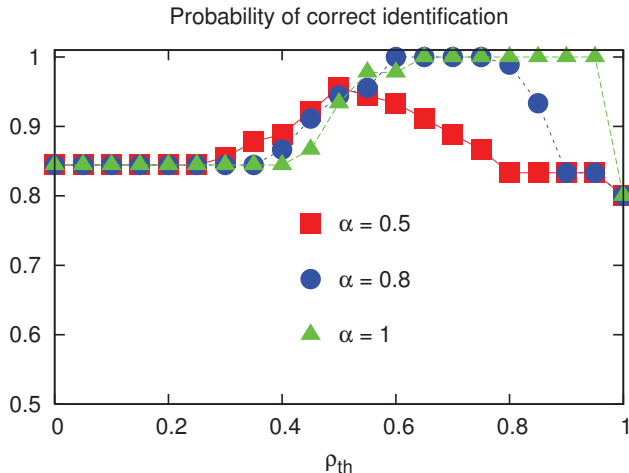 Probability of correct identification
1
0.9
0.8
0.7
0.6
0.5
α = 0.5
α = 0.8
α = 1
0 0.2 0.4 0.6 0.8 1
ρth